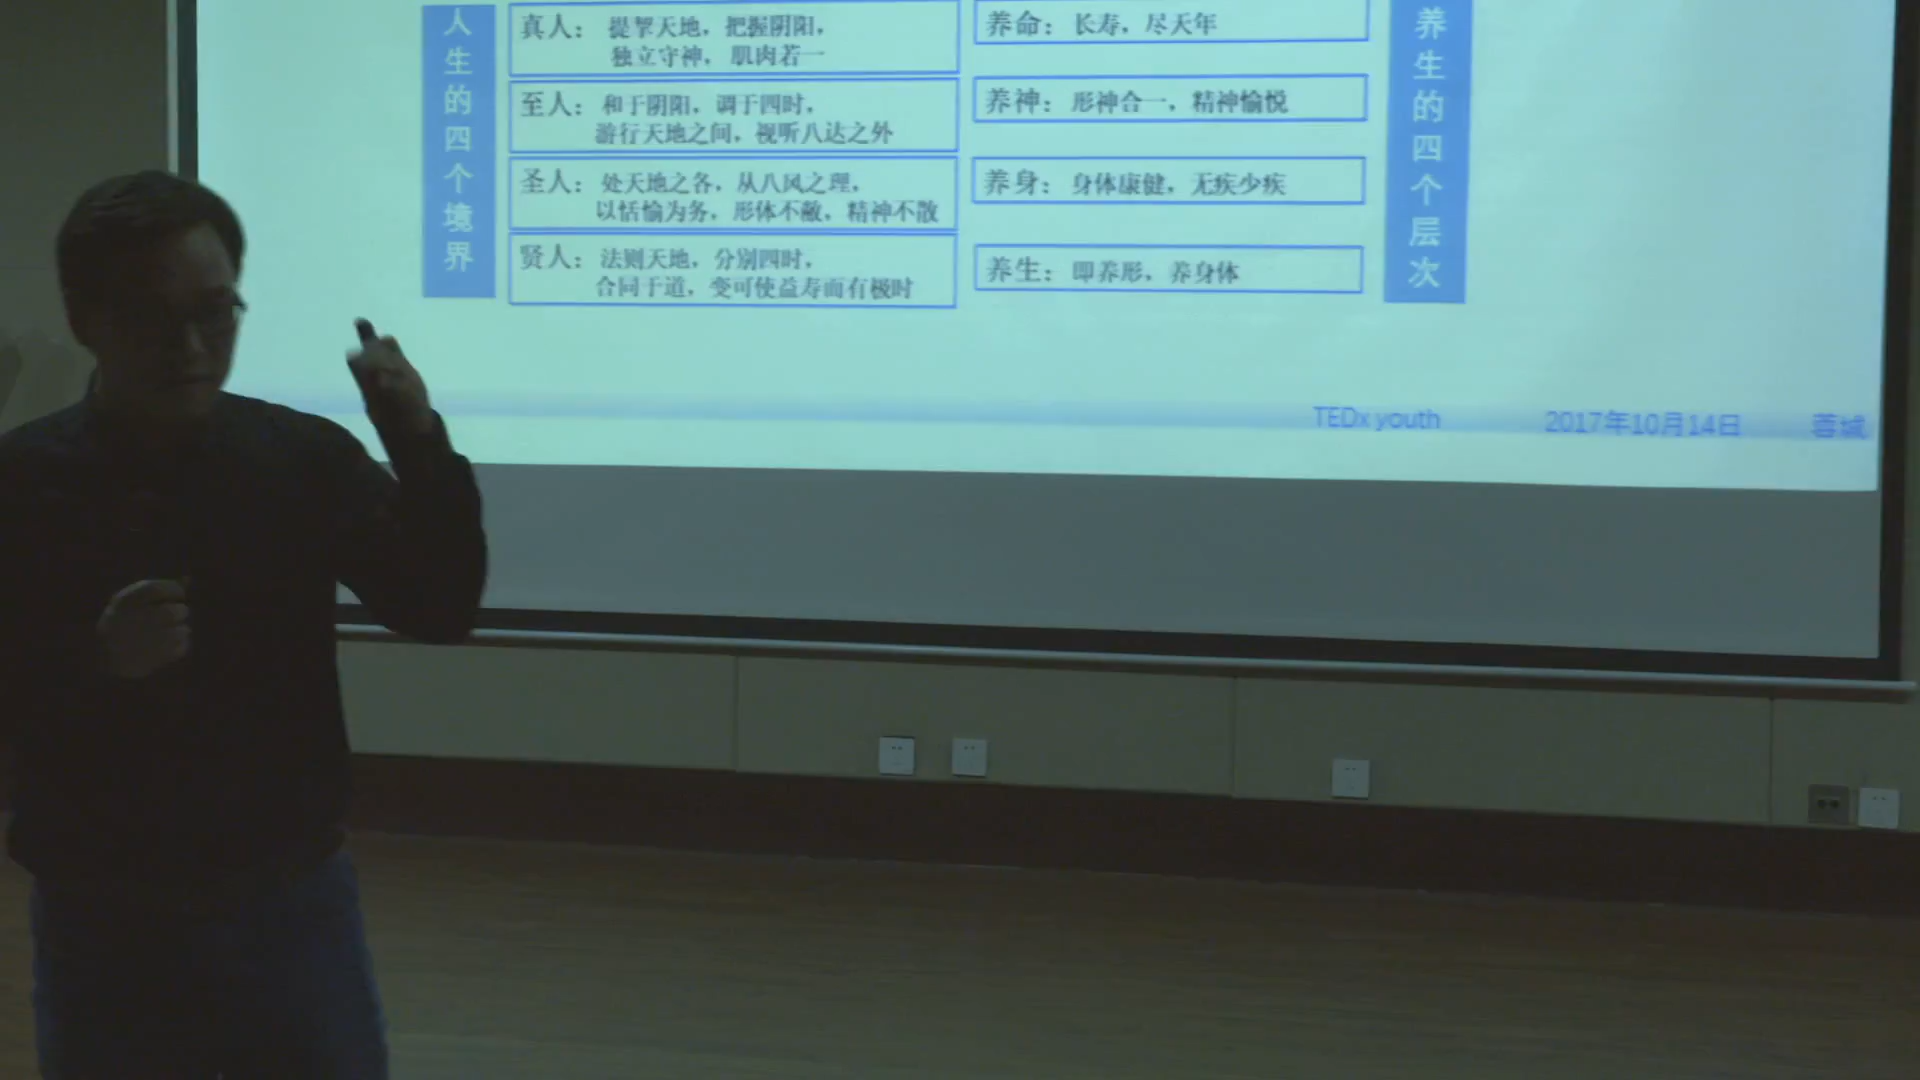 人生的四个境界
真人：提挈天地，把握阴阳，
独立守神，肌肉若一
至人：和于阴阳，调于四时，
游行天地之间，视听八达之外
圣人：处天地之各，从八风之理，
以恬愉为务，形体不敝，精神不散
贤人：法则天地，分别四时，
合同于道，变可使益寿而有极时
养命：长寿，尽天年
养神：形神合一，精神愉悦
养身：身体康健，无疾少疾
养生：即养形，养身体
养生的四个层次
TEDx youth 2017年10月14日 蓉城